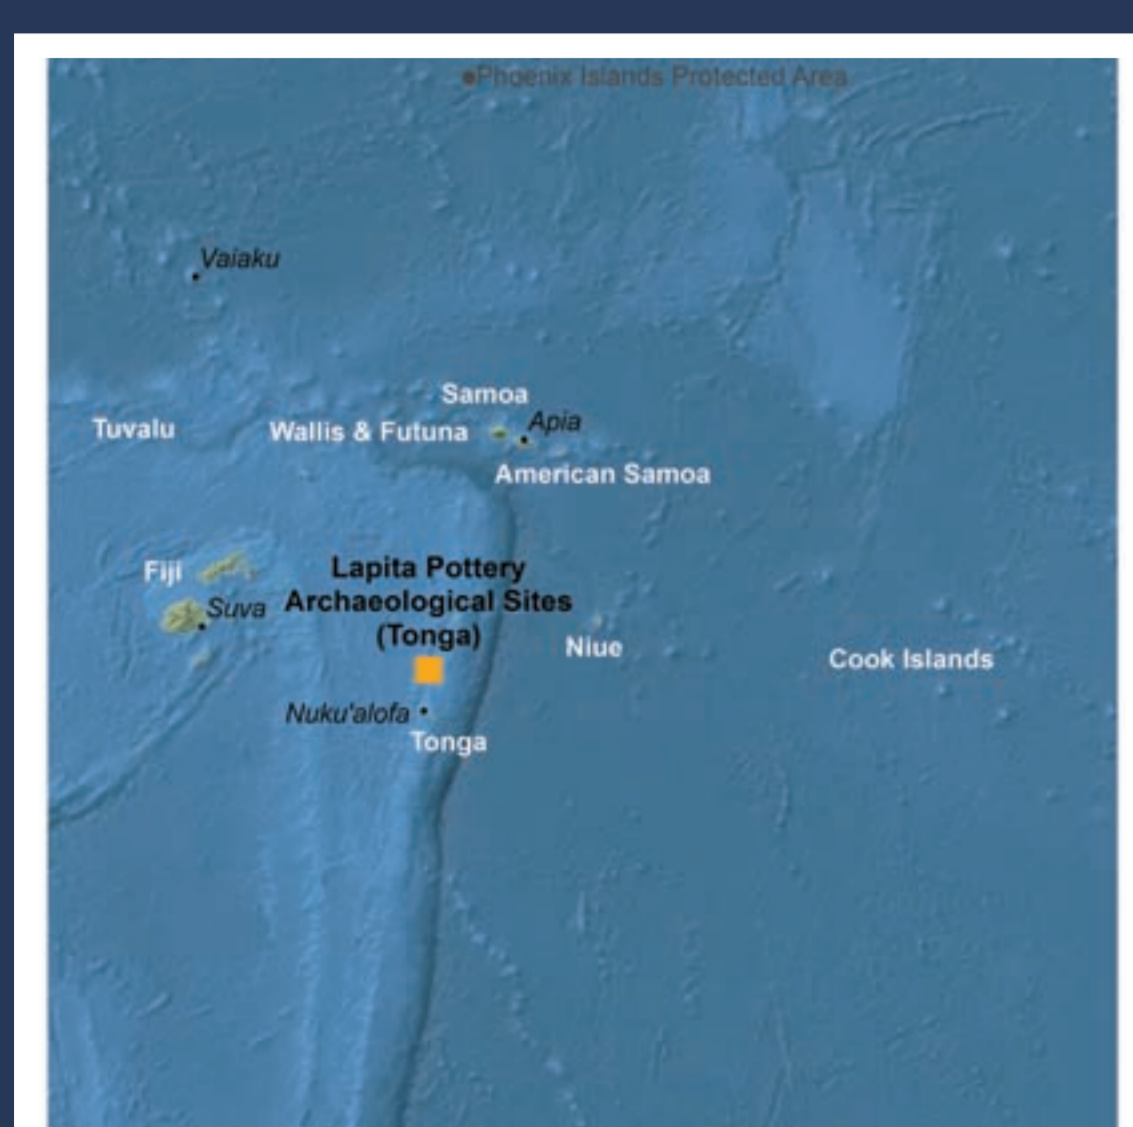 Phoenix Islands Protected Area
Vaiaku
Samoa
Apia
Tuvalu
Wallis & Futuna
American Samoa
Fiji
Lapita Pottery
Archaeological Sites
(Tonga)
Suva
Niue
Cook Islands
Nuku'alofa
Tonga